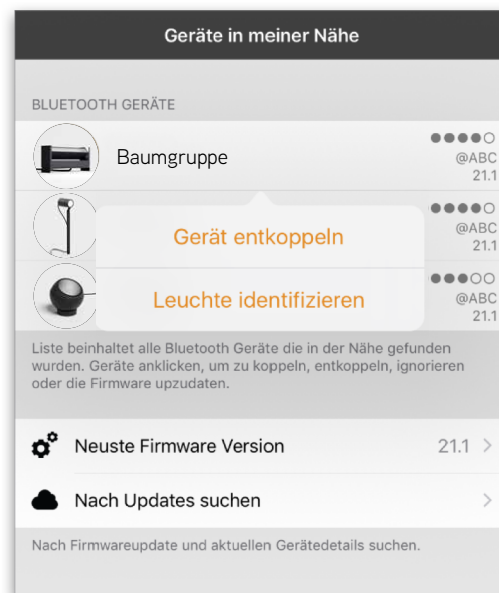 Geräte in meiner Nähe
BLUETOOTH GERÄTE
Baumgruppe
●●●●○
@ABC
21.1
Gerät entkoppeln
●●●●○
@ABC
21.1
Leuchte identifizieren
●●●○○
@ABC
21.1
Liste beinhaltet alle Bluetooth Geräte die in der Nähe gefunden
wurden. Geräte anklicken, um zu koppeln, entkoppeln, ignorieren
oder die Firmware upzudaten.
Neuste Firmware Version 21.1 >
Nach Updates suchen >
Nach Firmwareupdate und aktuellen Gerätedetails suchen.